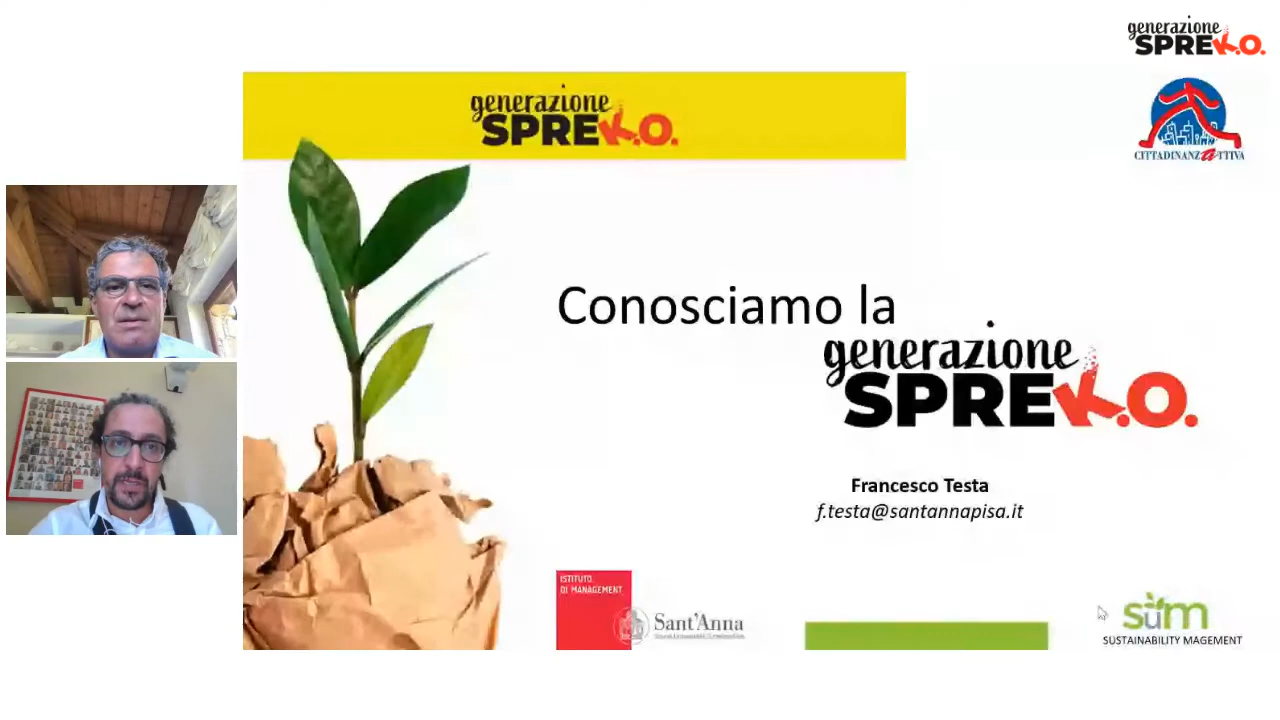 generazione
SPREK.O.
generazione
SPREK.O.
CITTADINANZATTIVA
Conosciamo la
generazione
SPREK.O.
Francesco Testa
f.testa@santannapisa.it
ISTITUTO
DI MANAGEMENT
Sant'Anna
sum
SUSTAINABILITY MAGEMENT